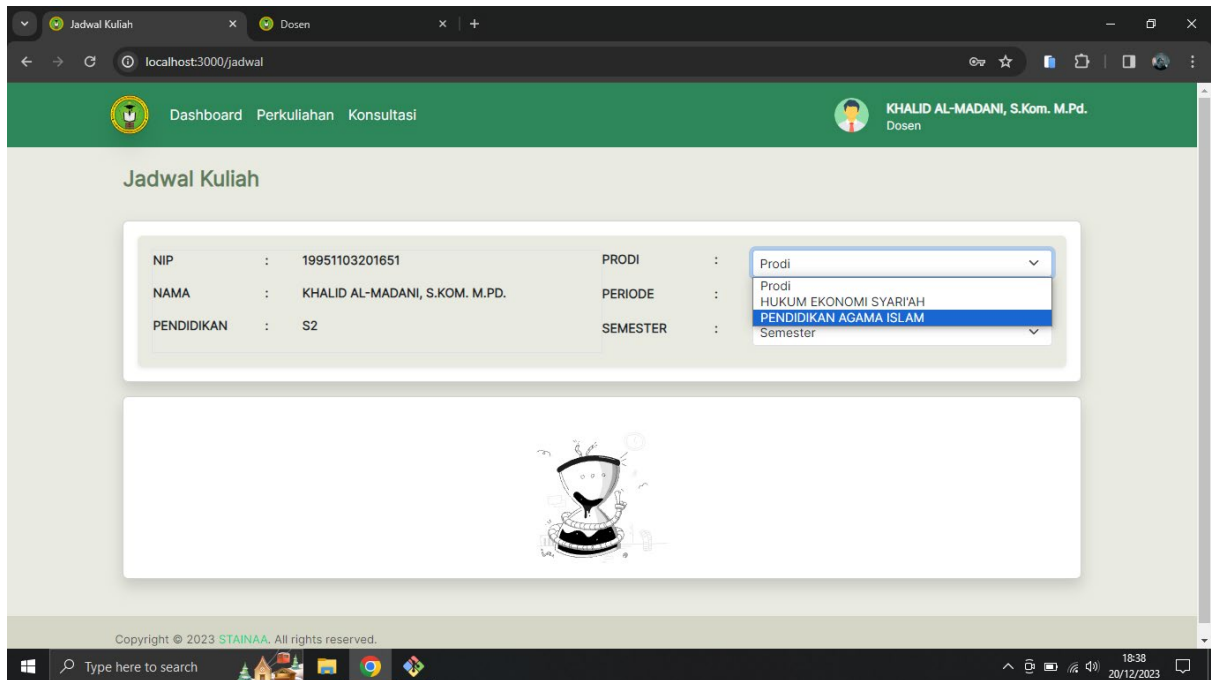 Jadwal Kuliah
Dosen
localhost:3000/jadwal
Dashboard Perkuliahan Konsultasi
KHALID AL-MADANI, S.Kom. M.Pd.
Dosen
Jadwal Kuliah
NIP : 19951103201651
NAMA : KHALID AL-MADANI, S.KOM. M.PD.
PENDIDIKAN : S2
PRODI : Prodi
Prodi
HUKUM EKONOMI SYARI'AH
PENDIDIKAN AGAMA ISLAM
PERIODE :
SEMESTER : Semester
Copyright © 2023 STAINAA. All rights reserved.
Type here to search
18:38
20/12/2023